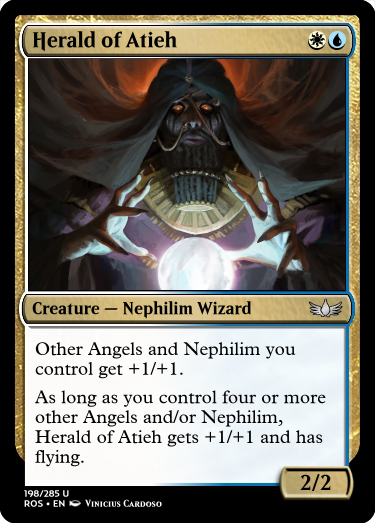 Herald of Atieh
Creature — Nephilim Wizard
Other Angels and Nephilim you
control get +1/+1.
As long as you control four or more
other Angels and/or Nephilim,
Herald of Atieh gets +1/+1 and has
flying.
2/2
198/285 U
ROS • EN Vinicius Cardoso